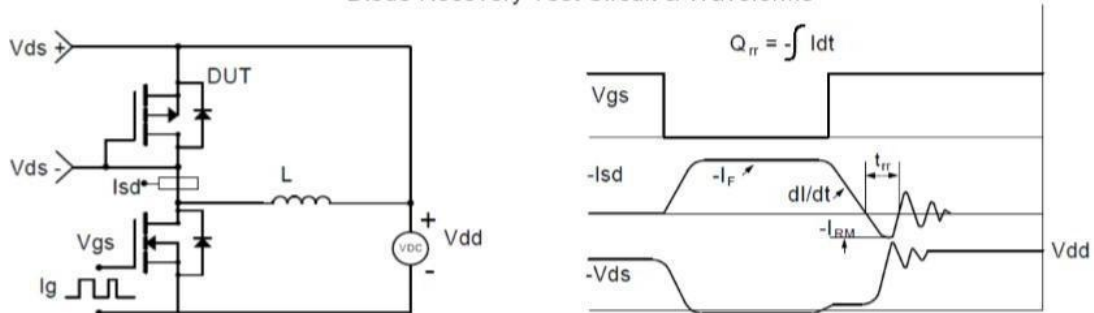 Diode Recovery Test Circuit & Waveforms
Vds +
DUT
Vds -
Isd
L
Vgs
VDC
+
-
Vdd
Ig
Qrr = -∫ Idt
Vgs
-Isd
-IF
dI/dt
trr
-IRM
Vdd
-Vds